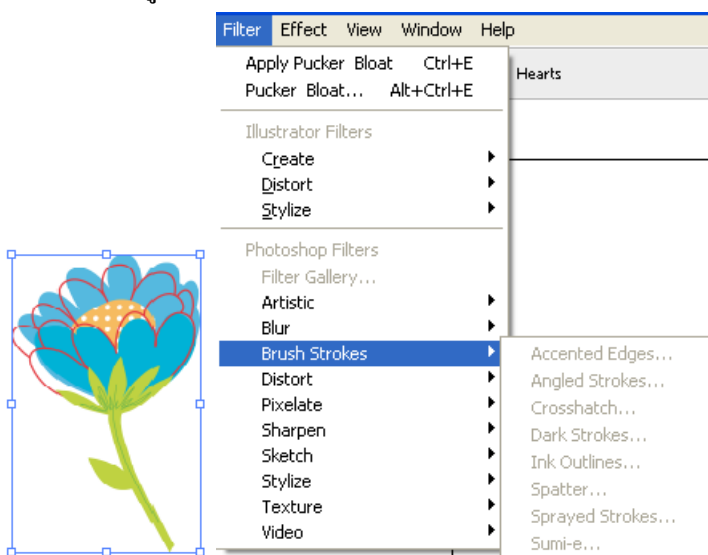 Filter Effect View Window Help
Apply Pucker Bloat Ctrl+E
Pucker Bloat... Alt+Ctrl+E
Hearts
Illustrator Filters
Create
Distort
Stylize
Photoshop Filters
Filter Gallery...
Artistic
Blur
Brush Strokes
Distort
Pixelate
Sharpen
Sketch
Stylize
Texture
Video
Accented Edges...
Angled Strokes...
Crosshatch...
Dark Strokes...
Ink Outlines...
Spatter...
Sprayed Strokes...
Sumi-e...